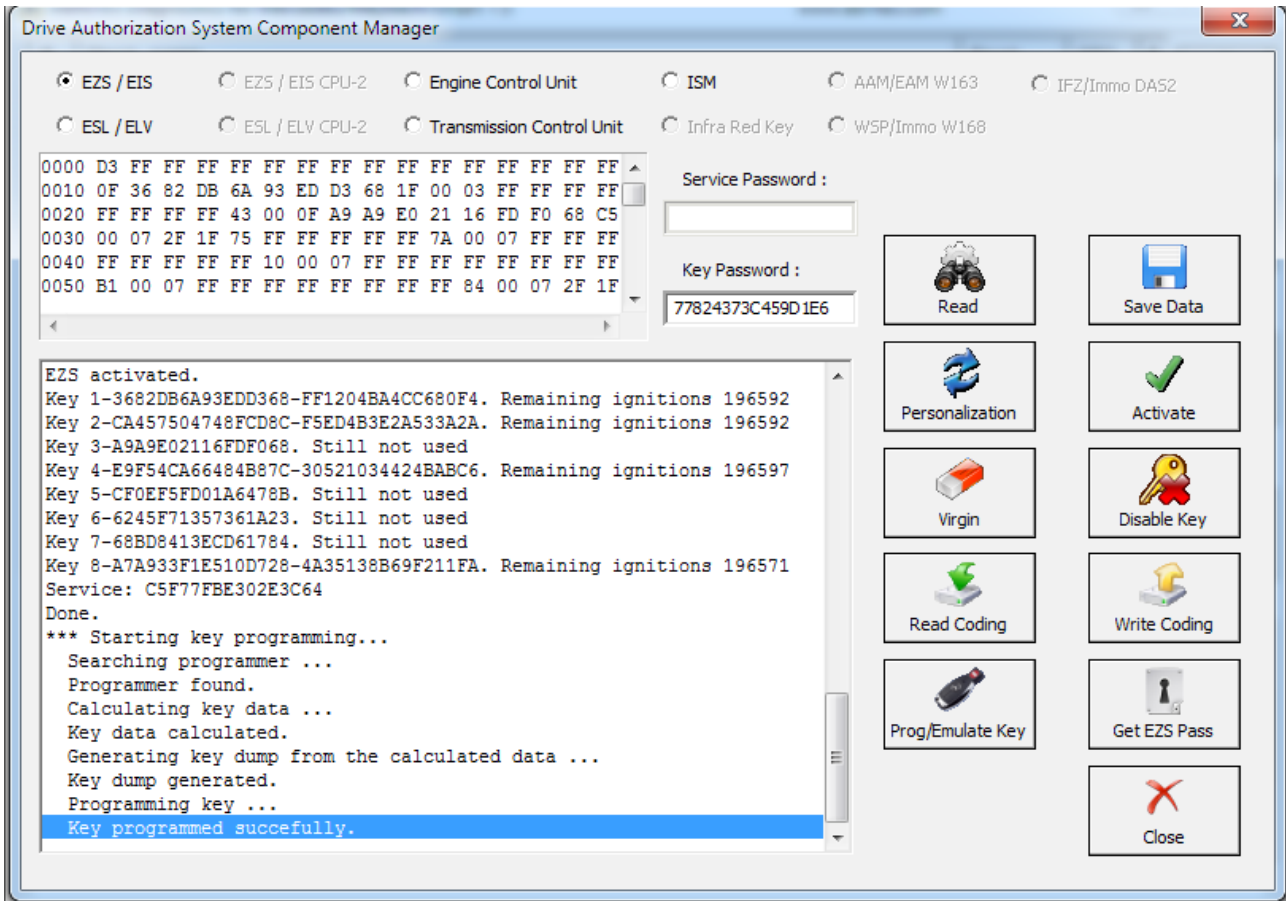 Drive Authorization System Component Manager
EZS / EIS
EZS / EIS CPU-2
Engine Control Unit
ISM
AAM/EAM W163
IFZ/Immo DAS2
ESL / ELV
ESL / ELV CPU-2
Transmission Control Unit
Infra Red Key
WSP/Immo W168
0000 D3 FF FF FF FF FF FF FF FF FF FF FF FF FF FF FF
0010 0F 36 82 DB 6A 93 ED D3 68 1F 00 03 FF FF FF FF
0020 FF FF FF FF 43 00 0F A9 A9 E0 21 16 FD F0 68 C5
0030 00 07 2F 1F 75 FF FF FF FF FF 7A 00 07 FF FF FF
0040 FF FF FF FF FF 10 00 07 FF FF FF FF FF FF FF FF
0050 B1 00 07 FF FF FF FF FF FF FF FF 84 00 07 2F 1F
Service Password :
Key Password :
77824373C459D1E6
Read
Save Data
EZS activated.
Key 1-3682DB6A93EDD368-FF1204BA4CC680F4. Remaining ignitions 196592
Key 2-CA457504748FCD8C-F5ED4B3E2A533A2A. Remaining ignitions 196592
Key 3-A9A9E02116FDF068. Still not used
Key 4-E9F54CA66484B87C-30521034424BABC6. Remaining ignitions 196597
Key 5-CF0EF5FD01A6478B. Still not used
Key 6-6245F71357361A23. Still not used
Key 7-68BD8413ECD61784. Still not used
Key 8-A7A933F1E510D728-4A35138B69F211FA. Remaining ignitions 196571
Service: C5F77FBE302E3C64
Done.
*** Starting key programming...
Searching programmer ...
Programmer found.
Calculating key data ...
Key data calculated.
Generating key dump from the calculated data ...
Key dump generated.
Programming key ...
Key programmed succefully.
Personalization
Activate
Virgin
Disable Key
Read Coding
Write Coding
Prog/Emulate Key
Get EZS Pass
Close